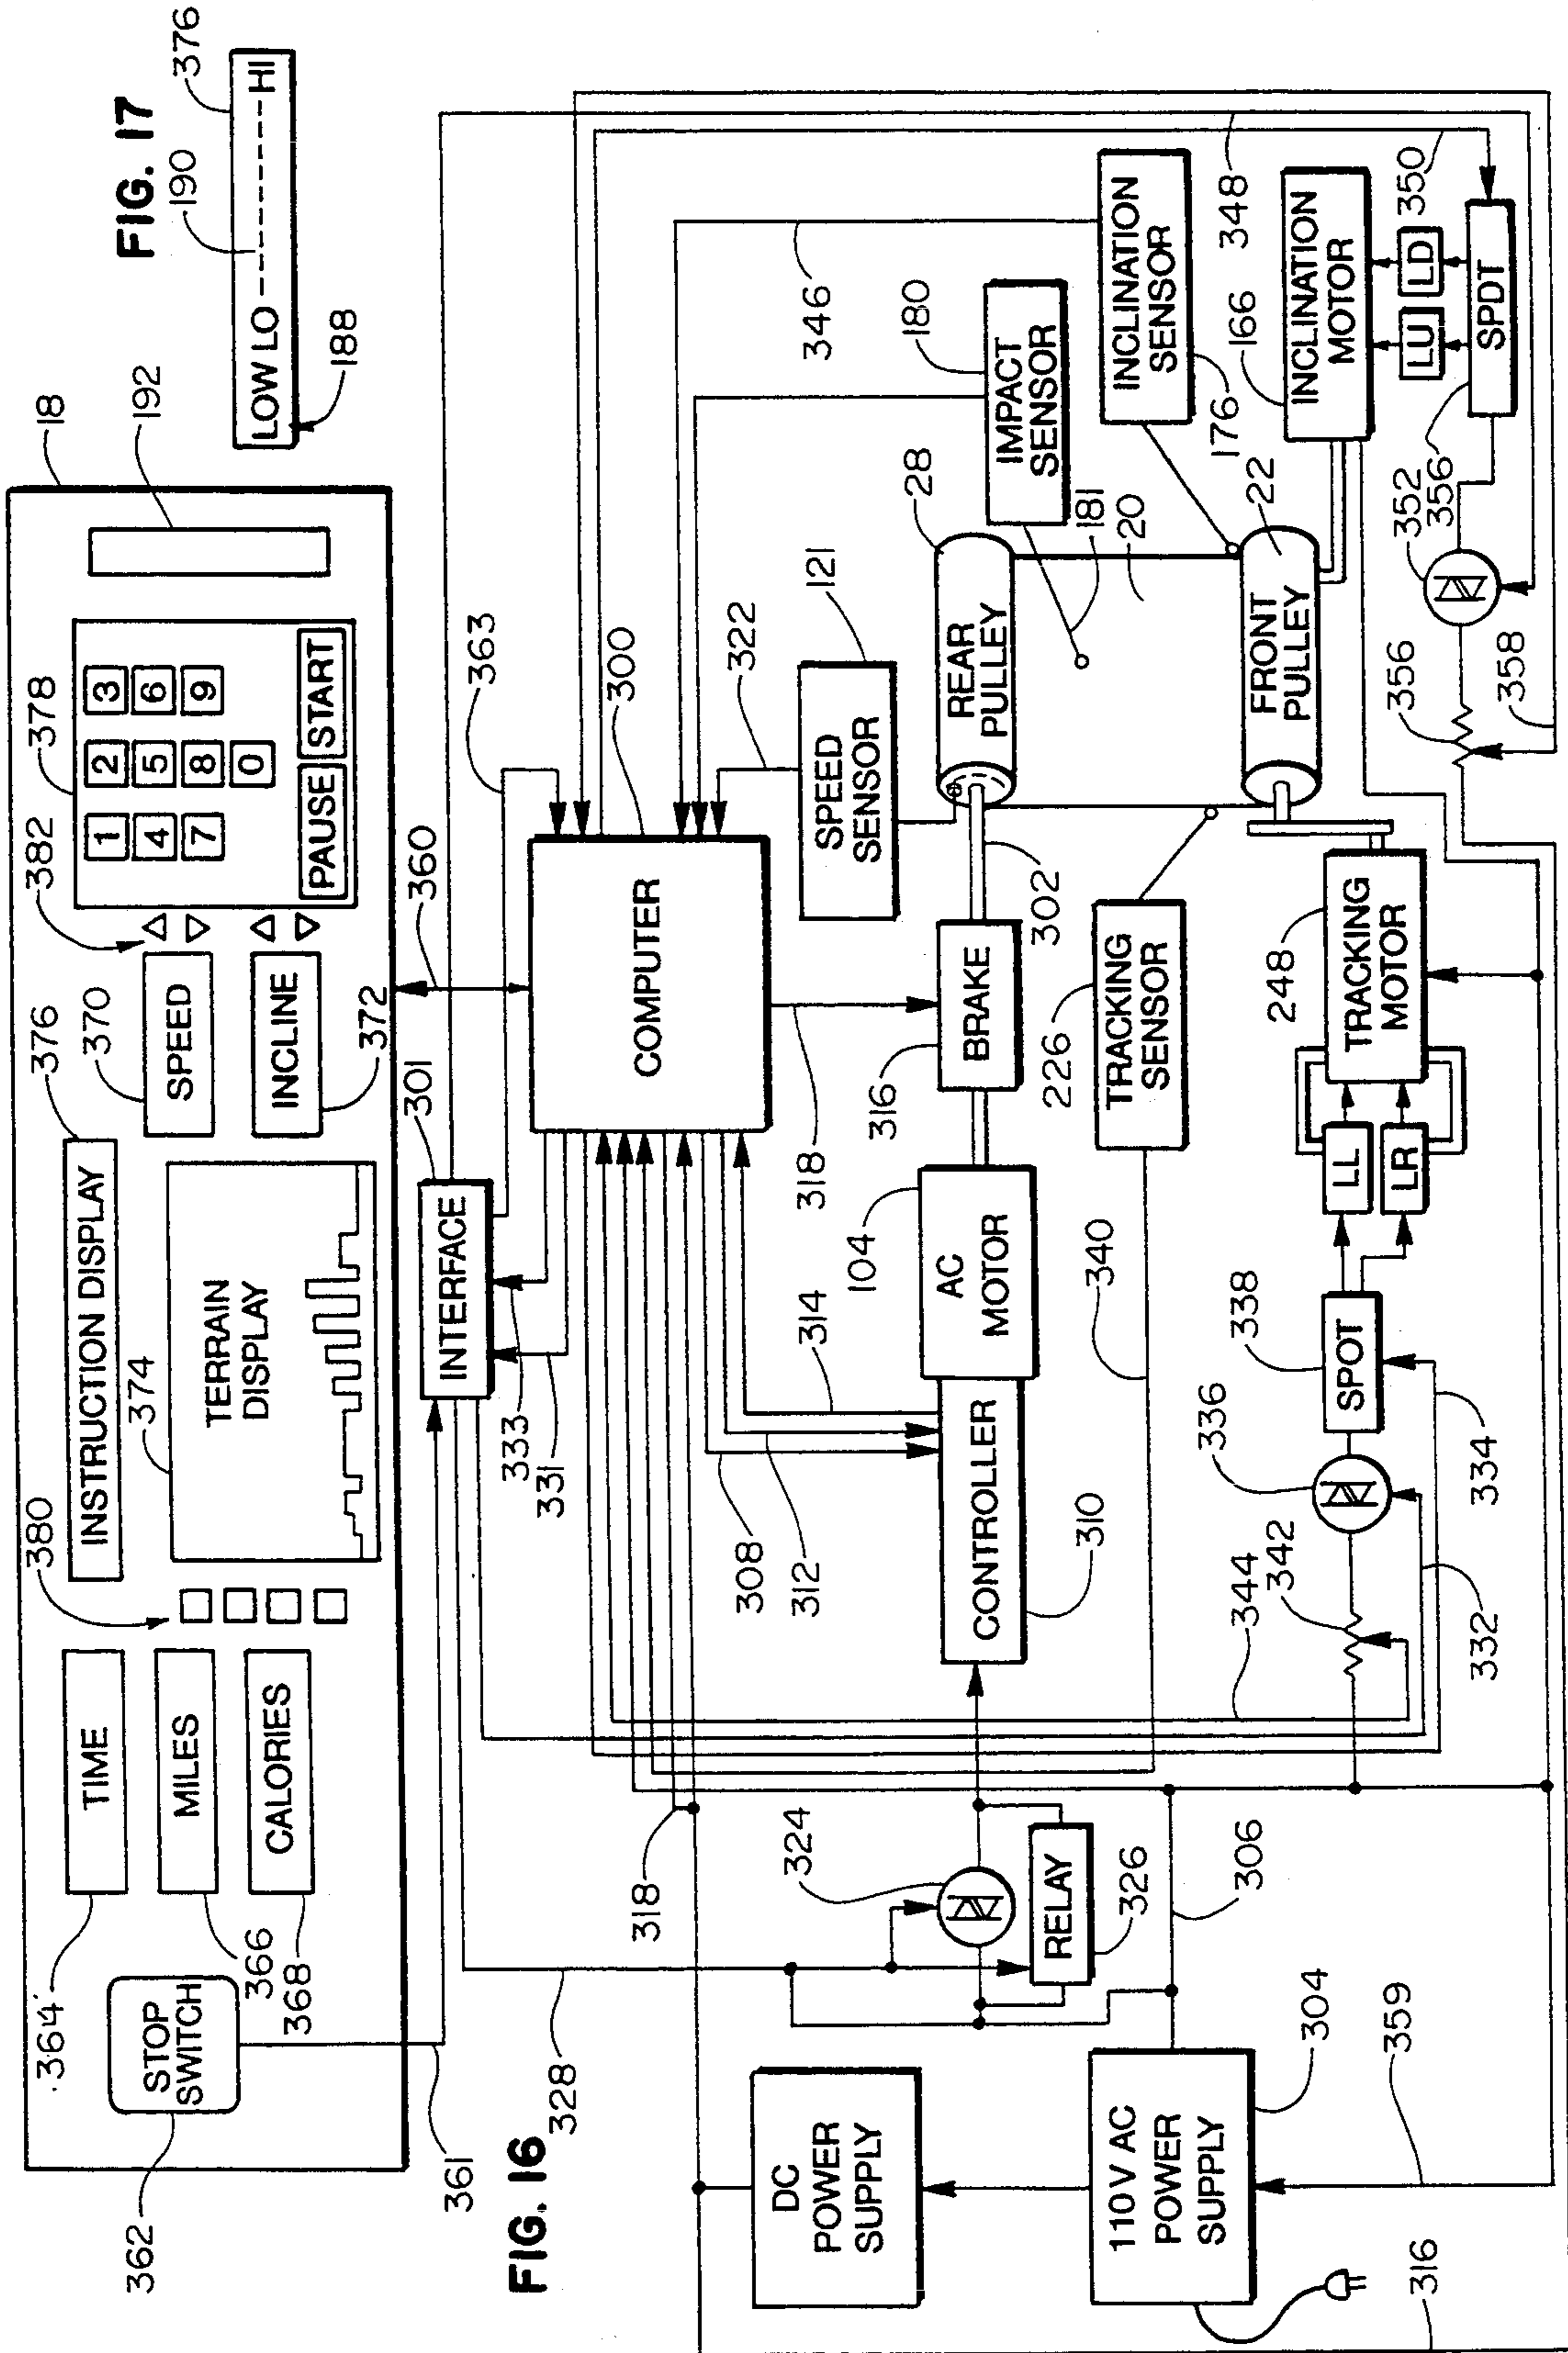 FIG. 16
FIG. 17
18
192
362
STOP
SWITCH
364
TIME
366
MILES
368
CALORIES
380
INSTRUCTION DISPLAY
376
374
TERRAIN
DISPLAY
370
SPEED
INCLINE
372
382
378
1
2
3
4
5
6
7
8
9
0
PAUSE
START
190
376
LOW LO
HI
188
361
328
301
INTERFACE
333
331
360
363
300
COMPUTER
322
121
SPEED
SENSOR
346
180
IMPACT
SENSOR
181
INCLINATION
SENSOR
176
28
REAR
PULLEY
20
22
FRONT
PULLEY
302
BRAKE
316
318
104
AC
MOTOR
314
308
312
CONTROLLER
310
318
324
RELAY
326
306
DC
POWER
SUPPLY
110 V AC
POWER
SUPPLY
304
359
316
226
TRACKING
SENSOR
340
248
TRACKING
MOTOR
LL
LR
338
SPOT
336
334
344
342
332
166
INCLINATION
MOTOR
348
LU
LD
350
SPDT
352
356
356
358